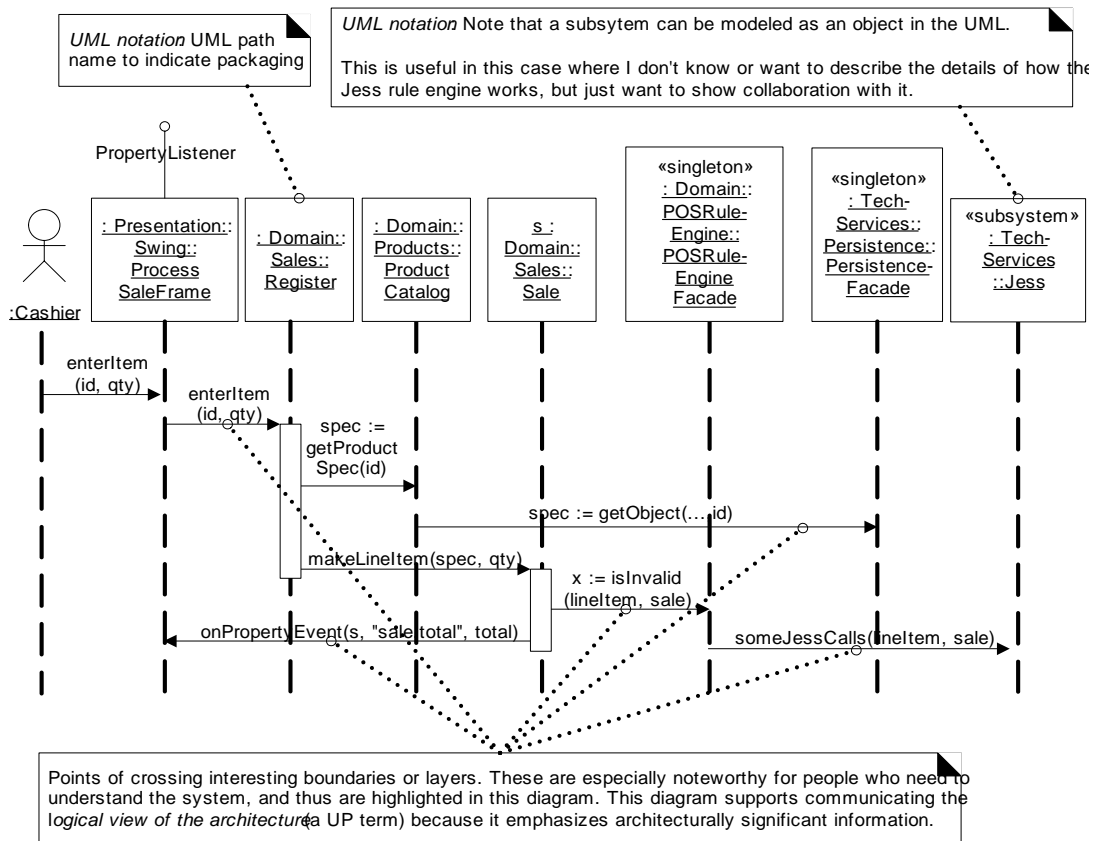 UML notation: UML path
name to indicate packaging
UML notation: Note that a subsytem can be modeled as an object in the UML.
This is useful in this case where I don't know or want to describe the details of how the
Jess rule engine works, but just want to show collaboration with it.
PropertyListener
:Cashier
: Presentation::
Swing::
Process
SaleFrame
: Domain::
Sales::
Register
: Domain::
Products::
Product
Catalog
s :
Domain::
Sales::
Sale
«singleton»
: Domain::
POSRule-
Engine::
POSRule-
Engine
Facade
«singleton»
: Tech-
Services::
Persistence::
Persistence-
Facade
«subsystem»
: Tech-
Services
::Jess
enterItem
(id, qty)
enterItem
(id, qty)
spec :=
getProduct
Spec(id)
spec := getObject(... id)
makeLineItem(spec, qty)
x := isInvalid
(lineItem, sale)
onPropertyEvent(s, "sale.total", total)
someJessCalls(lineItem, sale)
Points of crossing interesting boundaries or layers. These are especially noteworthy for people who need to
understand the system, and thus are highlighted in this diagram. This diagram supports communicating the
logical view of the architecture (a UP term) because it emphasizes architecturally significant information.